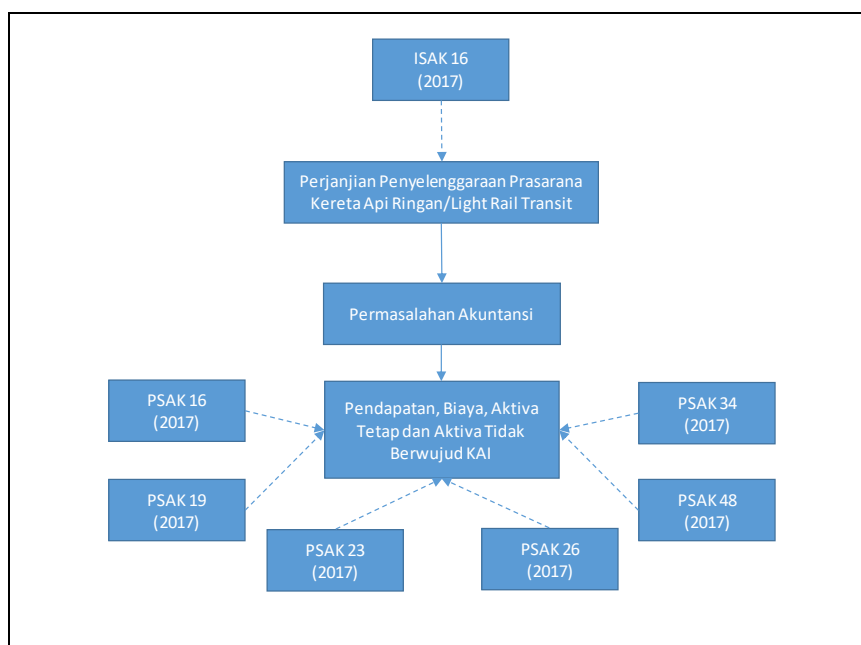 ISAK 16
(2017)
Perjanjian Penyelenggaraan Prasarana
Kereta Api Ringan/Light Rail Transit
Permasalahan Akuntansi
Pendapatan, Biaya, Aktiva
Tetap dan Aktiva Tidak
Berwujud KAI
PSAK 16
(2017)
PSAK 34
(2017)
PSAK 19
(2017)
PSAK 48
(2017)
PSAK 23
(2017)
PSAK 26
(2017)